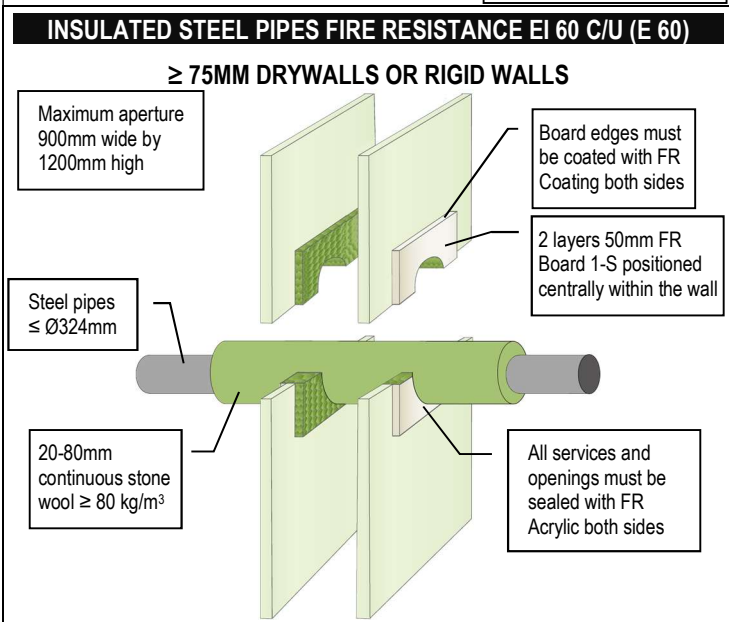 INSULATED STEEL PIPES FIRE RESISTANCE EI 60 C/U (E 60)
≥ 75MM DRYWALLS OR RIGID WALLS
Maximum aperture
900mm wide by
1200mm high
Board edges must
be coated with FR
Coating both sides
2 layers 50mm FR
Board 1-S positioned
centrally within the wall
Steel pipes
≤ Ø324mm
20-80mm
continuous stone
wool ≥ 80 kg/m³
All services and
openings must be
sealed with FR
Acrylic both sides